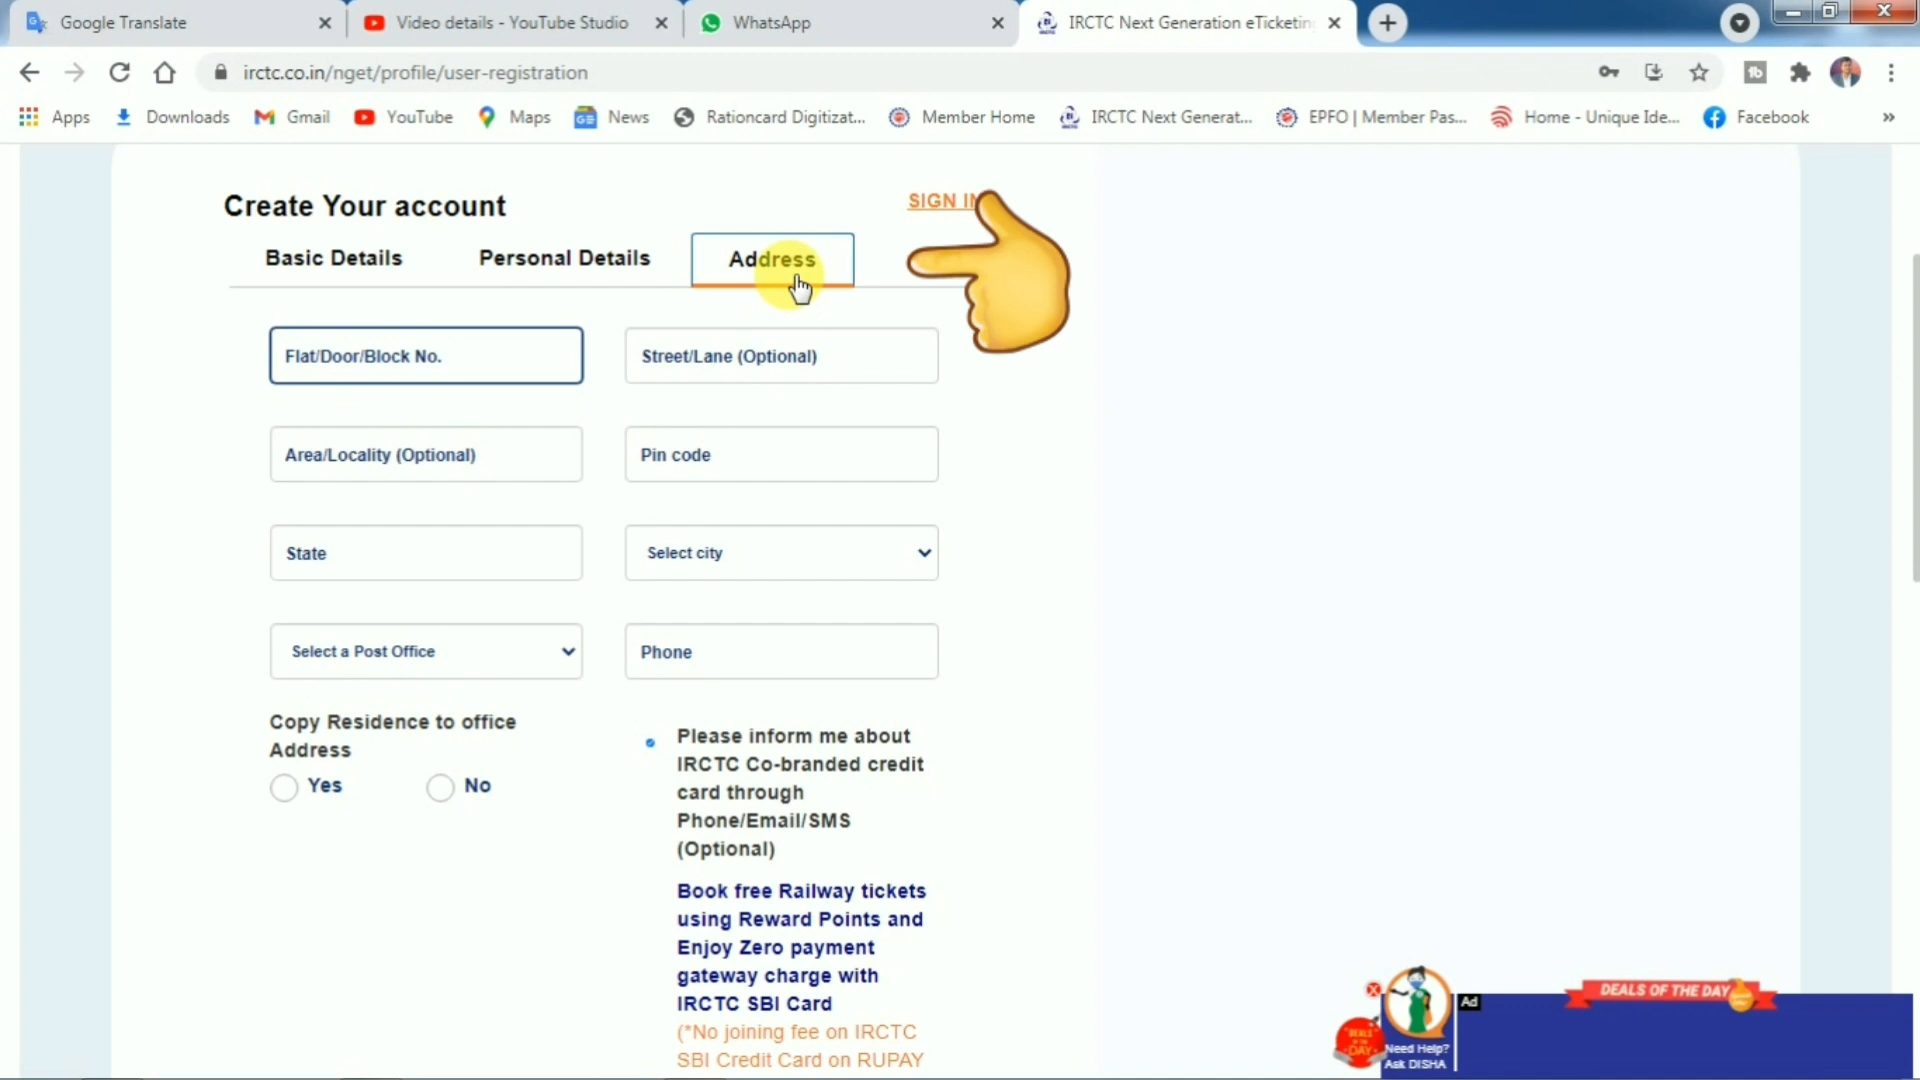 Google Translate
Video details - YouTube Studio
WhatsApp
IRCTC Next Generation eTicketin
irctc.co.in/nget/profile/user-registration
Apps
Downloads
Gmail
YouTube
Maps
News
Rationcard Digitizat...
Member Home
IRCTC Next Generat...
EPFO | Member Pas...
Home - Unique Ide...
Facebook
»
Create Your account
SIGN IN
Basic Details
Personal Details
Address
Flat/Door/Block No.
Street/Lane (Optional)
Area/Locality (Optional)
Pin code
State
Select city
Select a Post Office
Phone
Copy Residence to office
Address
Yes
No
Please inform me about
IRCTC Co-branded credit
card through
Phone/Email/SMS
(Optional)
Book free Railway tickets
using Reward Points and
Enjoy Zero payment
gateway charge with
IRCTC SBI Card
(*No joining fee on IRCTC
SBI Credit Card on RUPAY
DEALS OF THE DAY
Ad
Need Help?
Ask DISHA